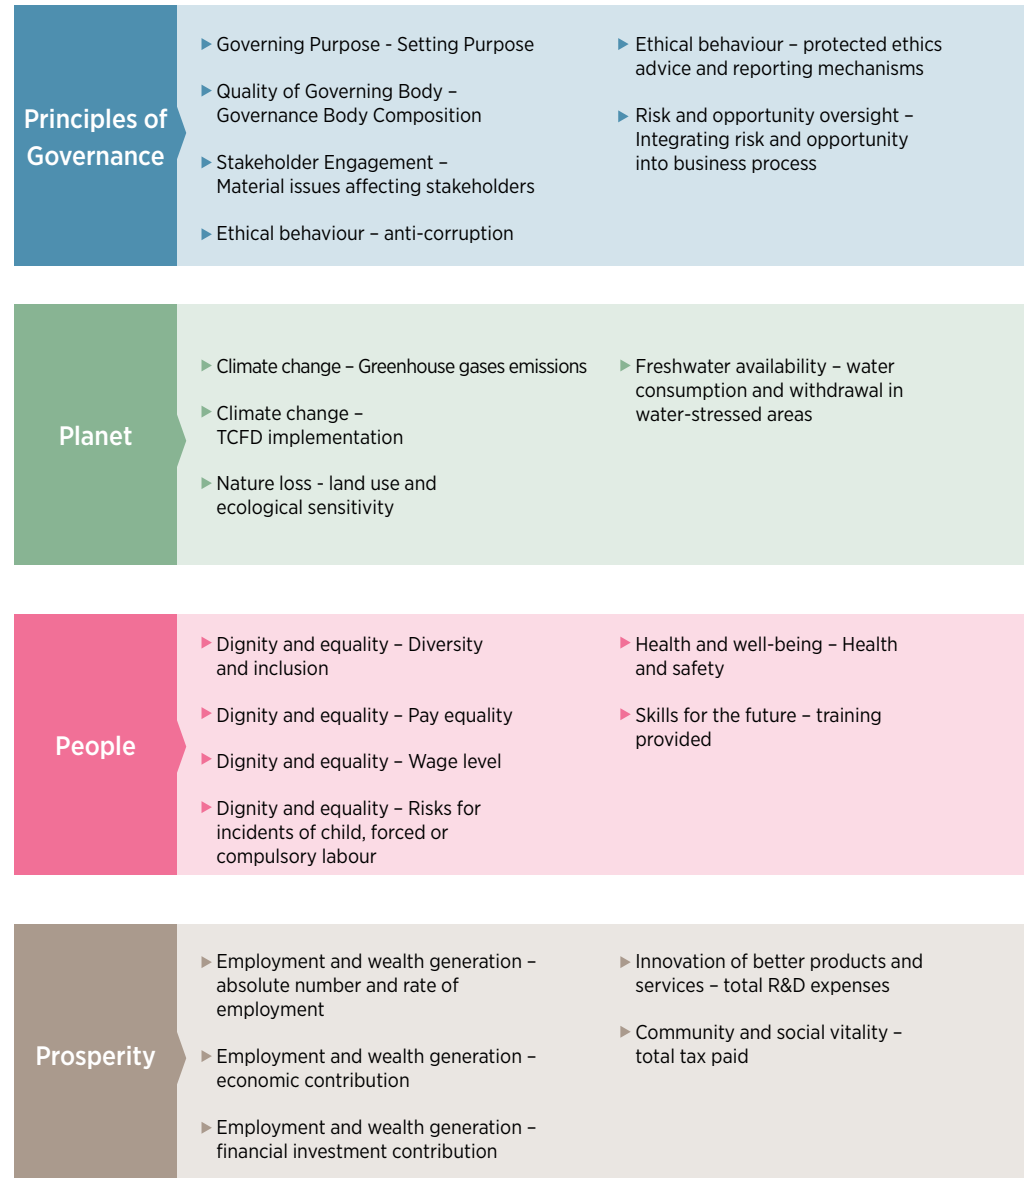 Principles of
Governance
Governing Purpose - Setting Purpose
Quality of Governing Body –
Governance Body Composition
Stakeholder Engagement –
Material issues affecting stakeholders
Ethical behaviour – anti-corruption
Ethical behaviour – protected ethics
advice and reporting mechanisms
Risk and opportunity oversight –
Integrating risk and opportunity
into business process
Planet
Climate change – Greenhouse gases emissions
Climate change –
TCFD implementation
Nature loss - land use and
ecological sensitivity
Freshwater availability – water
consumption and withdrawal in
water-stressed areas
People
Dignity and equality – Diversity
and inclusion
Dignity and equality – Pay equality
Dignity and equality – Wage level
Dignity and equality – Risks for
incidents of child, forced or
compulsory labour
Health and well-being – Health
and safety
Skills for the future – training
provided
Prosperity
Employment and wealth generation –
absolute number and rate of
employment
Employment and wealth generation –
economic contribution
Employment and wealth generation –
financial investment contribution
Innovation of better products and
services – total R&D expenses
Community and social vitality –
total tax paid